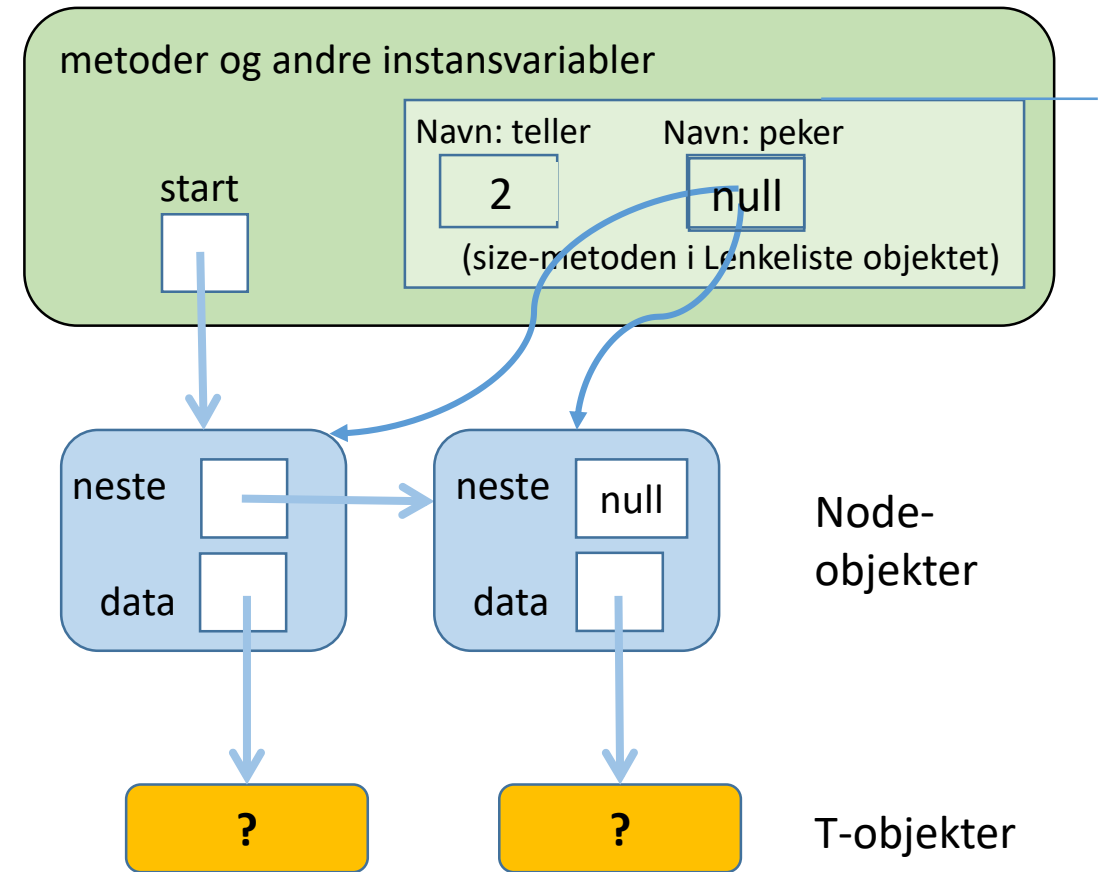 metoder og andre instansvariabler
Navn: teller
Navn: peker
start
2
null
(size-metoden i Lenkeliste objektet)
neste
neste
null
Node-
objekter
data
data
?
?
T-objekter